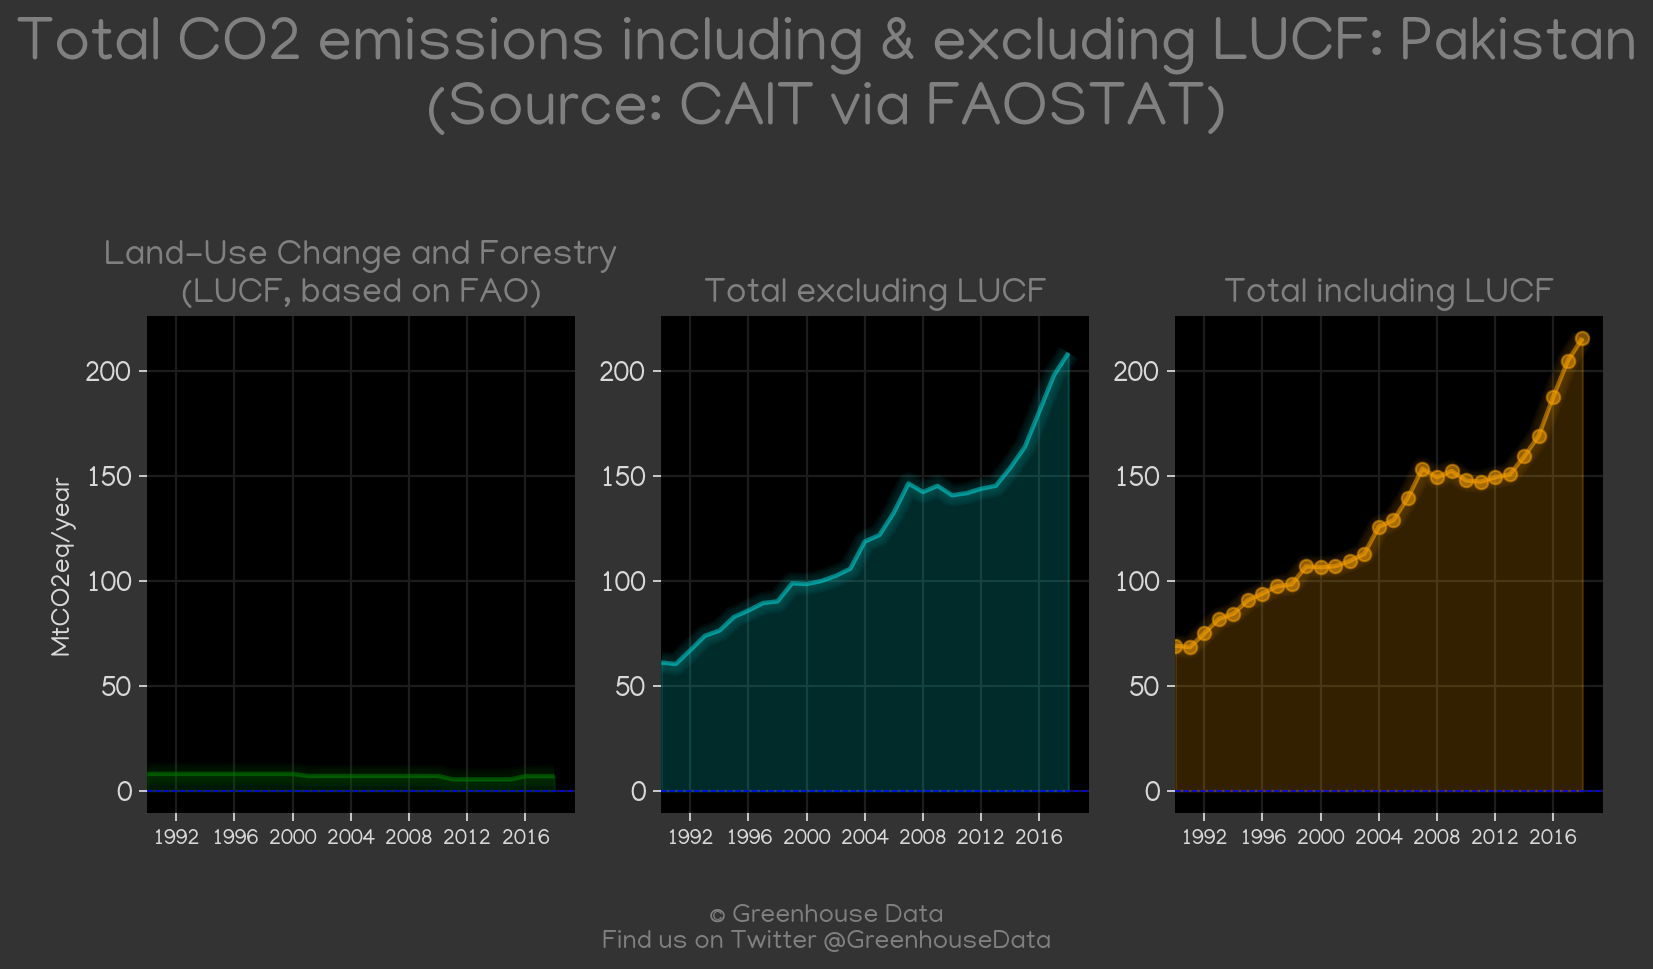 Total CO2 emissions including & excluding LUCF: Pakistan
(Source: CAIT via FAOSTAT)
Land-Use Change and Forestry
(LUCF, based on FAO)
Total excluding LUCF
Total including LUCF
MtCO2eq/year
200
150
100
50
0
1992 1996 2000 2004 2008 2012 2016
200
150
100
50
0
1992 1996 2000 2004 2008 2012 2016
200
150
100
50
0
1992 1996 2000 2004 2008 2012 2016
© Greenhouse Data
Find us on Twitter @GreenhouseData